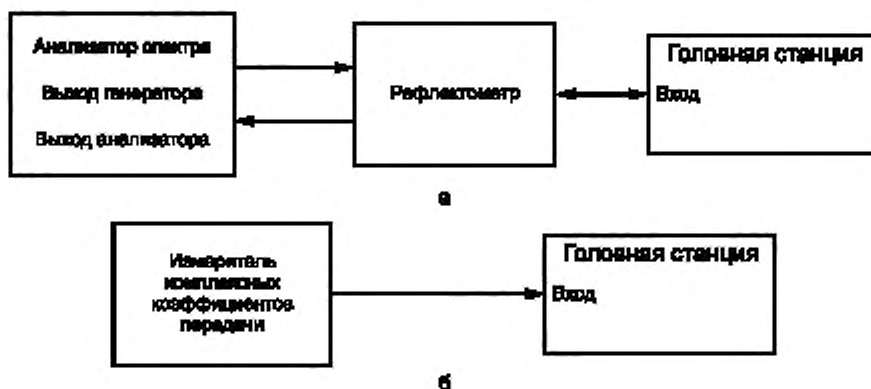 Анализатор спектра
Выход генератора
Выход анализатора
Рефлектометр
Головная станция
Вход
а
Измеритель
комплексных
коэффициентов
передачи
Головная станция
Вход
б